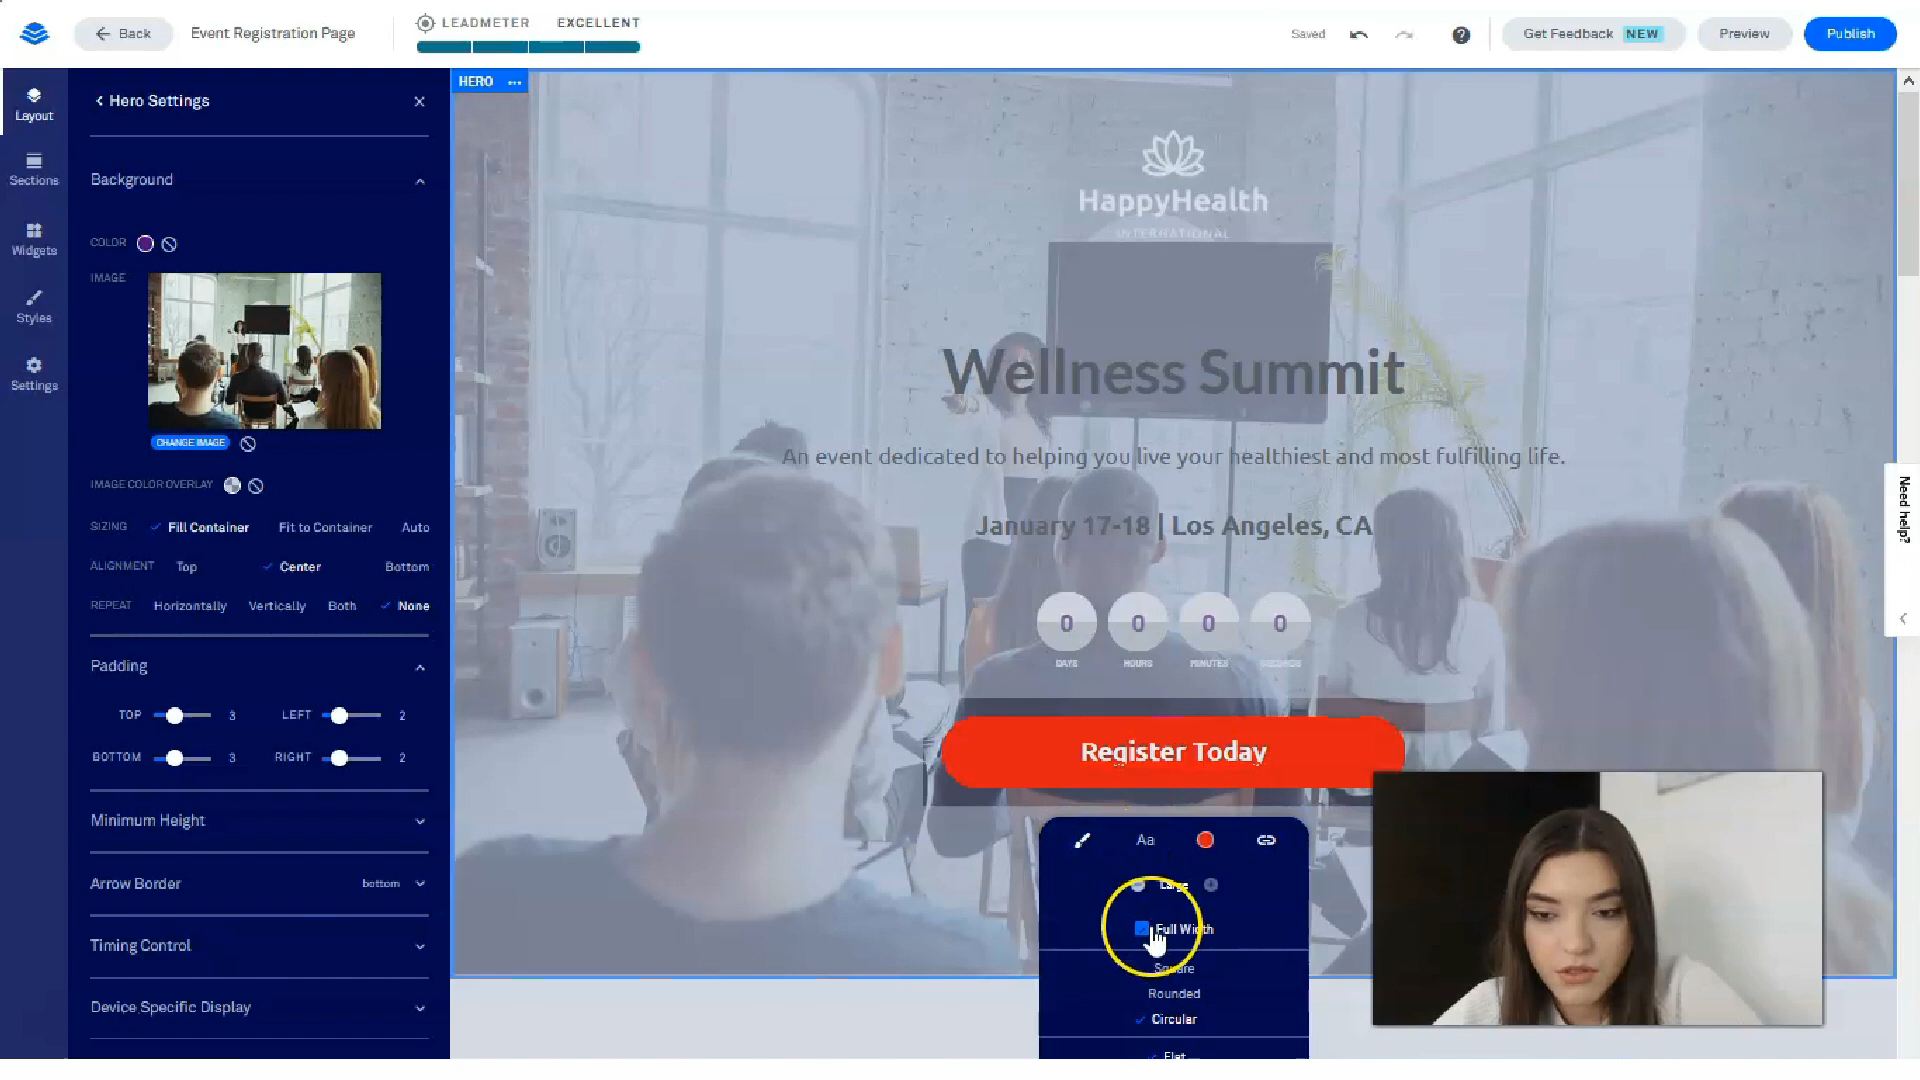 Back
Event Registration Page
LEADMETER EXCELLENT
Saved
Get Feedback NEW
Preview
Publish
Layout
Sections
Widgets
Styles
Settings
Hero Settings
Background
COLOR
IMAGE
CHANGE IMAGE
IMAGE COLOR OVERLAY
SIZING Fill Container Fit to Container Auto
ALIGNMENT Top Center Bottom
REPEAT Horizontally Vertically Both None
Padding
TOP 3 LEFT 2
BOTTOM 3 RIGHT 2
Minimum Height
Arrow Border bottom
Timing Control
Device Specific Display
HERO ...
HappyHealth
INTERNATIONAL
Wellness Summit
An event dedicated to helping you live your healthiest and most fulfilling life.
January 17-18 | Los Angeles, CA
0 0 0 0
DAYS HOURS MINUTES SECONDS
Register Today
Aa
Large
Full Width
Square
Rounded
Circular
Flat
Need help?